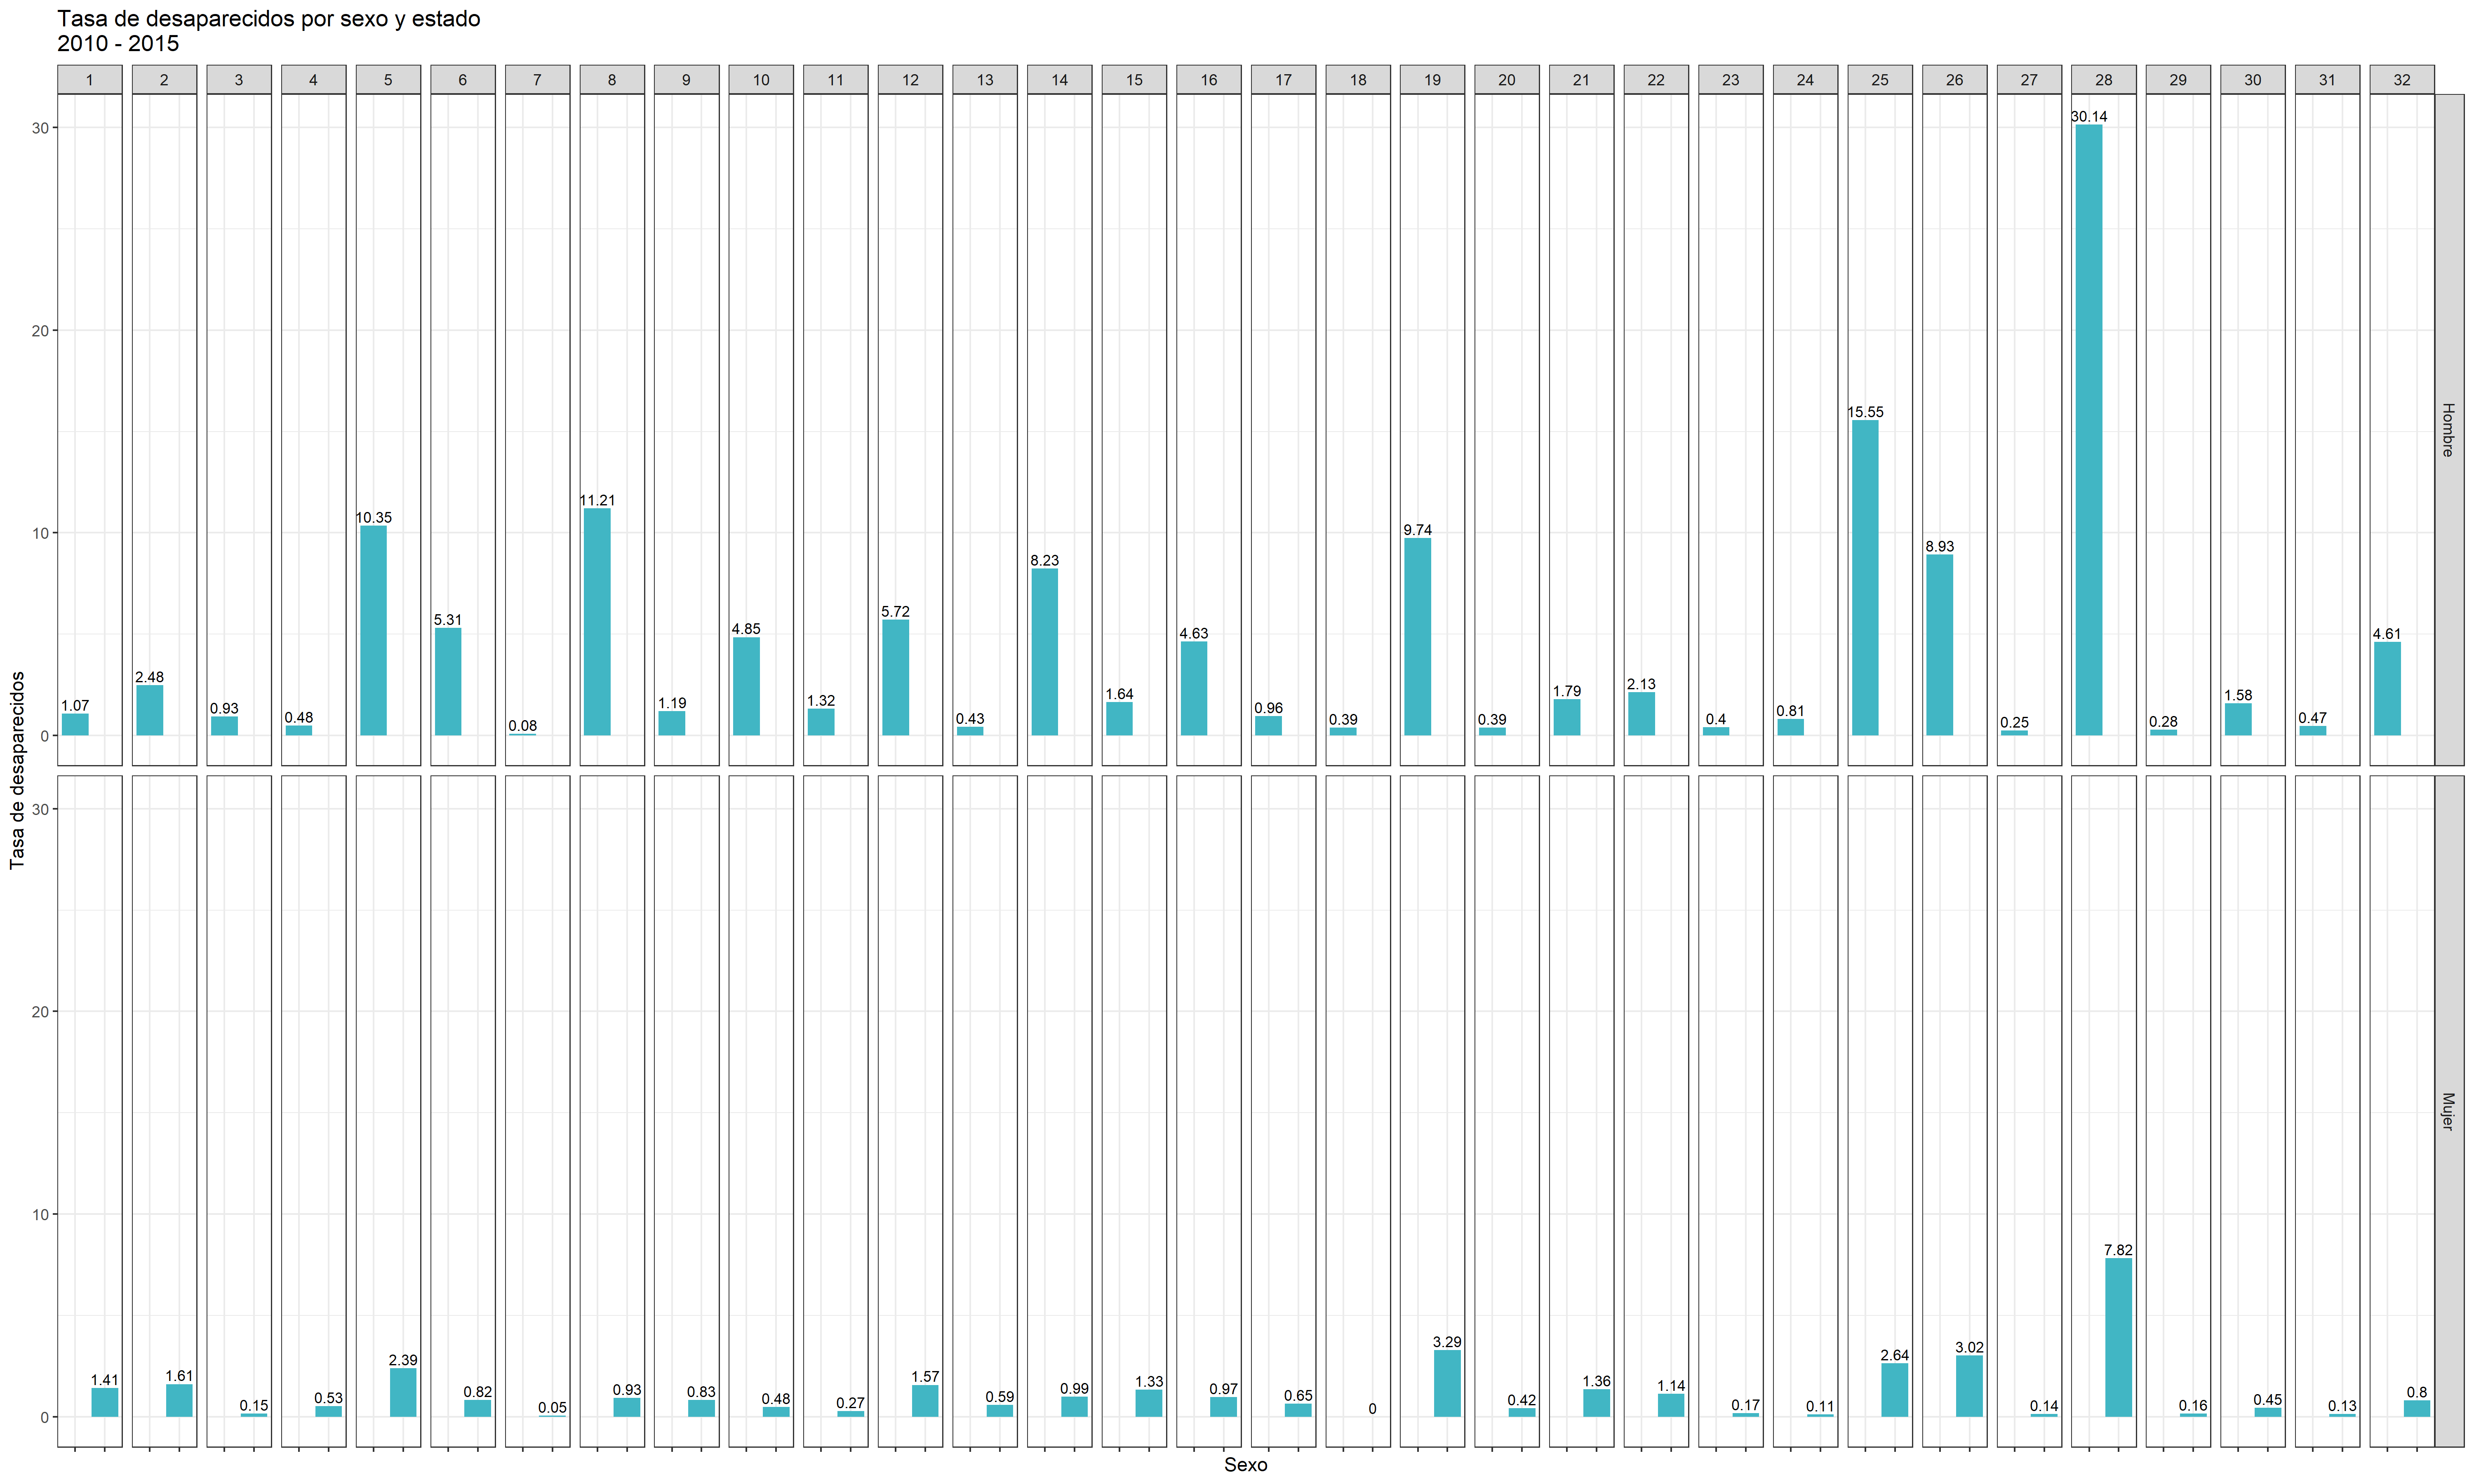 Tasa de desaparecidos por sexo y estado
2010 - 2015
1 2 3 4 5 6 7 8 9 10 11 12 13 14 15 16 17 18 19 20 21 22 23 24 25 26 27 28 29 30 31 32
Tasa de desaparecidos
30
20
10
0
1.07 2.48 0.93 0.48 10.35 5.31 0.08 11.21 1.19 4.85 1.32 5.72 0.43 8.23 1.64 4.63 0.96 0.39 9.74 0.39 1.79 2.13 0.4 0.81 15.55 8.93 0.25 30.14 0.28 1.58 0.47 4.61
Hombre
30
20
10
0
1.41 1.61 0.15 0.53 2.39 0.82 0.05 0.93 0.83 0.48 0.27 1.57 0.59 0.99 1.33 0.97 0.65 0 3.29 0.42 1.36 1.14 0.17 0.11 2.64 3.02 0.14 7.82 0.16 0.45 0.13 0.8
Mujer
Sexo